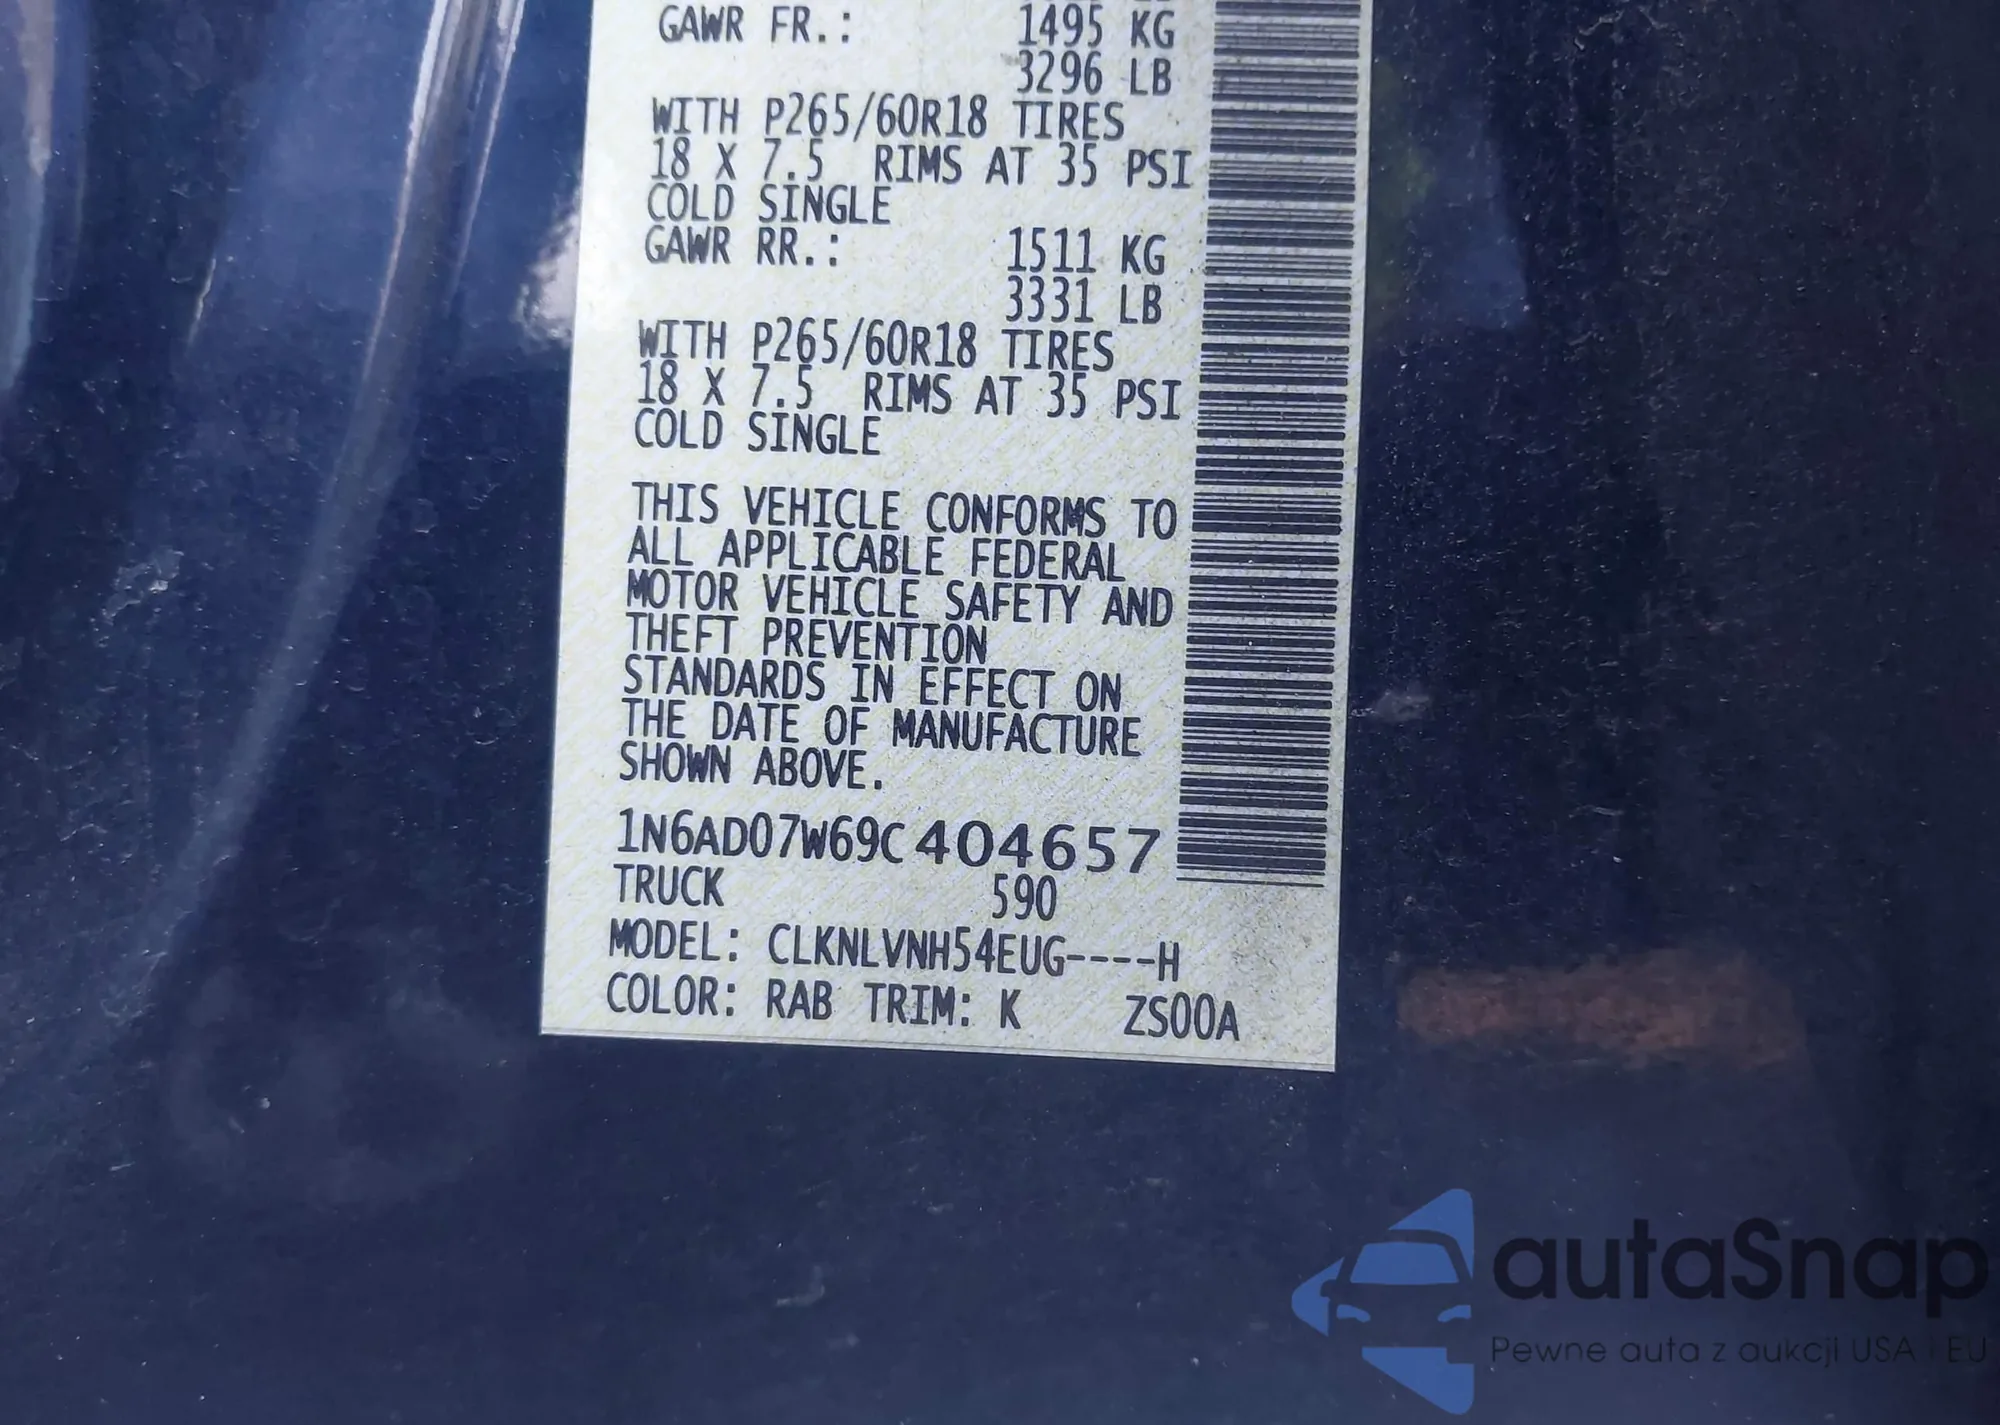 GAWR FR.: 1495 KG
3296 LB
WITH P265/60R18 TIRES
18 X 7.5 RIMS AT 35 PSI
COLD SINGLE
GAWR RR.: 1511 KG
3331 LB
WITH P265/60R18 TIRES
18 X 7.5 RIMS AT 35 PSI
COLD SINGLE
THIS VEHICLE CONFORMS TO
ALL APPLICABLE FEDERAL
MOTOR VEHICLE SAFETY AND
THEFT PREVENTION
STANDARDS IN EFFECT ON
THE DATE OF MANUFACTURE
SHOWN ABOVE.
1N6AD07W69C404657
TRUCK 590
MODEL: CLKNLVNH54EUG----H
COLOR: RAB TRIM: K ZS00A
autaSnap
Pewne auta z aukcji USA i EU